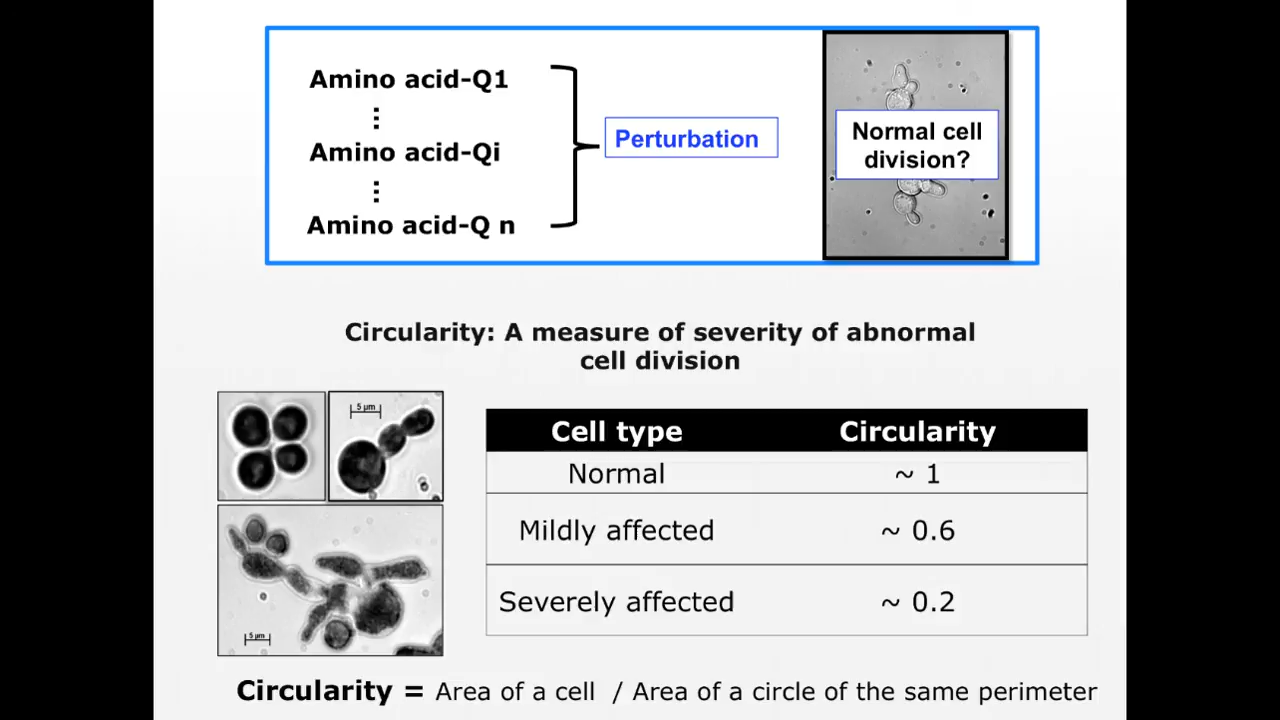 Amino acid-Q1
⋮
Amino acid-Qi
⋮
Amino acid-Q n
Perturbation
Normal cell
division?
Circularity: A measure of severity of abnormal
cell division
5 µm
5 µm
Cell type Circularity
Normal ~ 1
Mildly affected ~ 0.6
Severely affected ~ 0.2
Circularity = Area of a cell / Area of a circle of the same perimeter